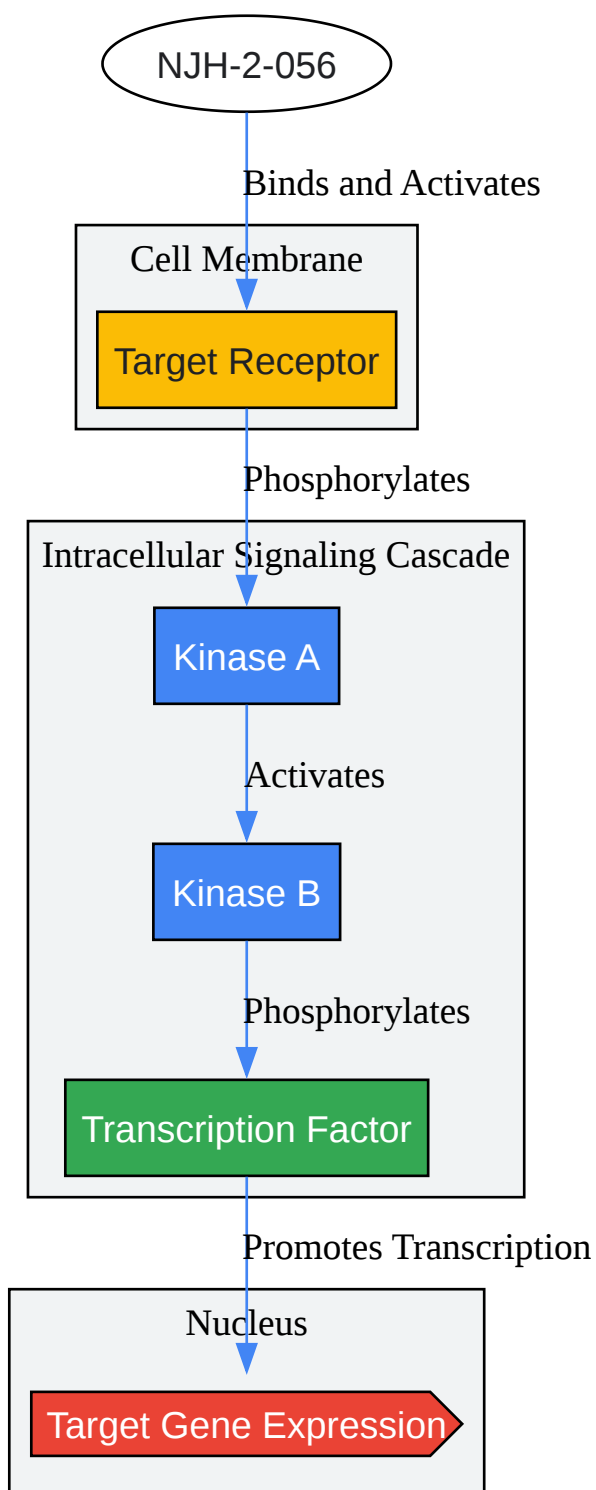 NJH-2-056
Binds and Activates
Cell Membrane
Target Receptor
Phosphorylates
Intracellular Signaling Cascade
Kinase A
Activates
Kinase B
Phosphorylates
Transcription Factor
Promotes Transcription
Nucleus
Target Gene Expression